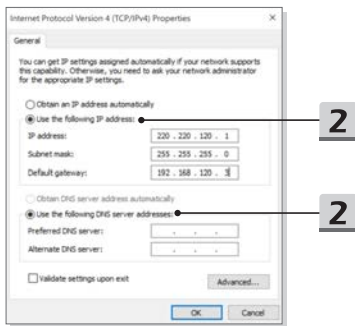 Internet Protocol Version 4 (TCP/IPv4) Properties
General
You can get IP settings assigned automatically if your network supports
this capability. Otherwise, you need to ask your network administrator
for the appropriate IP settings.
Obtain an IP address automatically
Use the following IP address:
2
IP address: 220 . 220 . 120 . 1
Subnet mask: 255 . 255 . 255 . 0
Default gateway: 192 . 168 . 120 . 3
Obtain DNS server address automatically
Use the following DNS server addresses:
2
Preferred DNS server: . . .
Alternate DNS server: . . .
Validate settings upon exit
Advanced...
OK Cancel